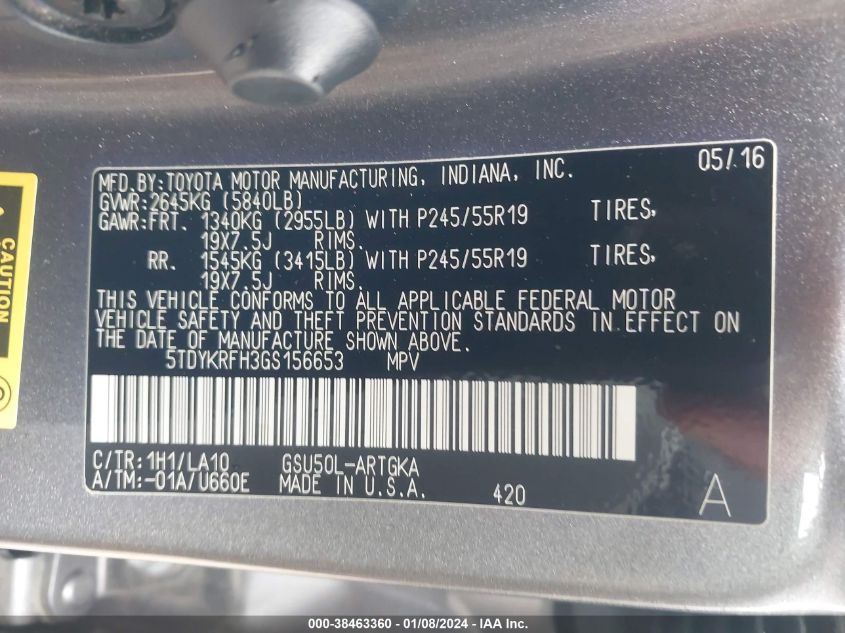 05/16
MFD.BY:TOYOTA MOTOR MANUFACTURING, INDIANA, INC.
GVWR:2645KG (5840LB)
GAWR:FRT. 1340KG (2955LB) WITH P245/55R19 TIRES,
19X7.5J RIMS.
RR. 1545KG (3415LB) WITH P245/55R19 TIRES,
19X7.5J RIMS.
THIS VEHICLE CONFORMS TO ALL APPLICABLE FEDERAL MOTOR
VEHICLE SAFETY AND THEFT PREVENTION STANDARDS IN EFFECT ON
THE DATE OF MANUFACTURE SHOWN ABOVE.
5TDYKRFH3GS156653 MPV
C/TR:1H1/LA10 GSU50L-ARTGKA
A/TM:-01A/U660E MADE IN U.S.A. 420 A
CAUTION
000-38463360 - 01/08/2024 - IAA Inc.